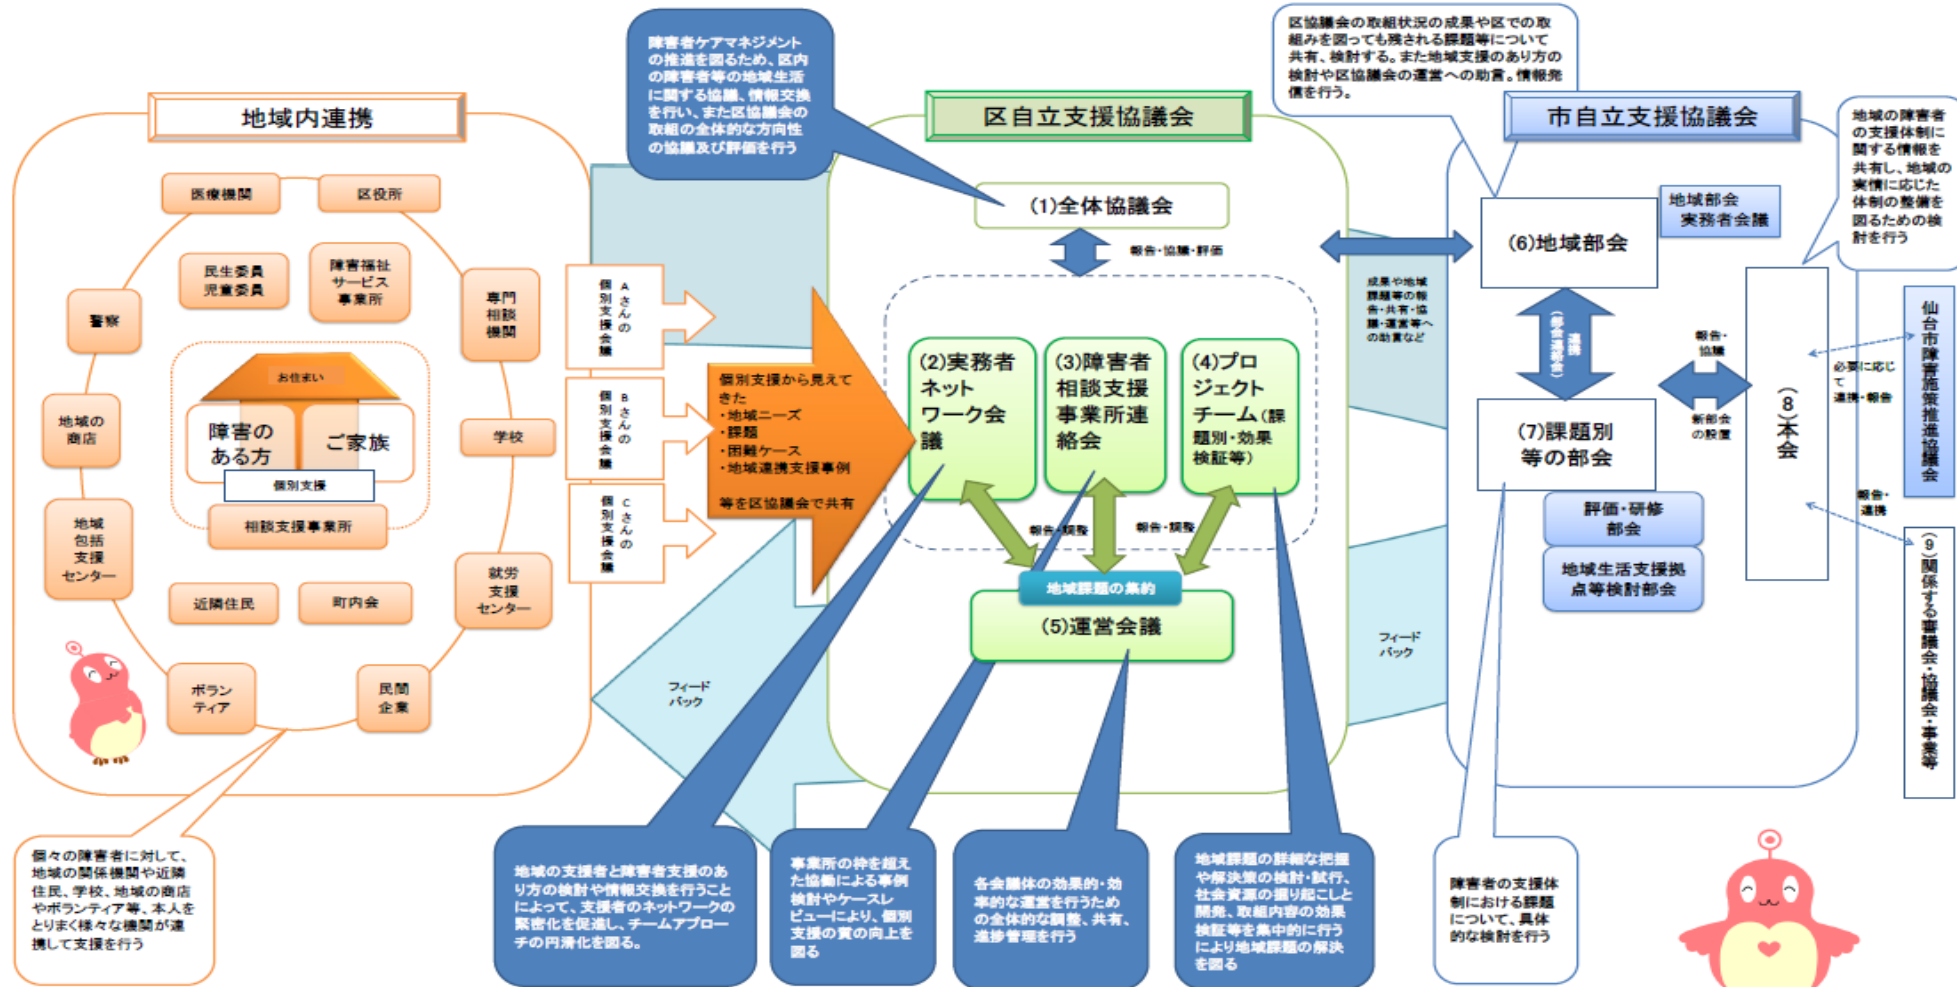 障害者ケアマネジメント
の推進を図るため、区内
の障害者等の地域生活
に関する協議、情報交換
を行い、また区協議会の
取組の全体的な方向性
の協議及び評価を行う
区協議会の取組状況の成果や区での取
組みを図っても残される課題等について
共有、検討する。また地域支援のあり方の
検討や区協議会の運営への助言。情報発
信を行う。
地域内連携
区自立支援協議会
市自立支援協議会
地域の障害者
の支援体制に
関する情報を
共有し、地域の
実情に応じた
体制の整備を
図るための検
討を行う
医療機関
区役所
民生委員
児童委員
障害福祉
サービス
事業所
警察
専門
相談
機関
お住まい
地域の
商店
障害の
ある方
ご家族
個別支援
学校
相談支援事業所
地域
包括
支援
センター
就労
支援
センター
近隣住民
町内会
ボラン
ティア
民間
企業
Aさんの
個別支援会議
Bさんの
個別支援会議
Cさんの
個別支援会議
個別支援から見えて
きた
・地域ニーズ
・課題
・困難ケース
・地域連携支援事例
等を区協議会で共有
フィード
バック
(1)全体協議会
報告・協議・評価
(2)実務者
ネット
ワーク会
議
(3)障害者
相談支援
事業所連
絡会
(4)プロ
ジェクト
チーム(課
題別・効果
検証等)
報告・調整
報告・調整
地域課題の集約
(5)運営会議
成果や地域
課題等の報
告・共有・協
議・運営等へ
の助言など
フィード
バック
(6)地域部会
地域部会
実務者会議
連携
(部会連絡会)
(7)課題別
等の部会
評価・研修
部会
地域生活支援拠
点等検討部会
報告・
協議
新部会
の設置
(8)本会
必要に応じ
て
連携・報告
仙台市障害者施策推進協議会
報告・
連携
(9)関係する審議会・協議会・事業等
個々の障害者に対して、
地域の関係機関や近隣
住民、学校、地域の商店
やボランティア等、本人を
とりまく様々な機関が連
携して支援を行う
地域の支援者と障害者支援のあ
り方の検討や情報交換を行うこと
によって、支援者のネットワークの
緊密化を促進し、チームアプロー
チの円滑化を図る。
事業所の枠を超え
た協働による事例
検討やケースレ
ビューにより、個別
支援の質の向上を
図る
各会議体の効果的・効
率的な運営を行うため
の全体的な調整、共有、
進捗管理を行う
地域課題の詳細な把握
や解決策の検討・試行、
社会資源の掘り起こしと
開発、取組内容の効果
検証等を集中的に行う
により地域課題の解決
を図る
障害者の支援体
制における課題
について、具体
的な検討を行う